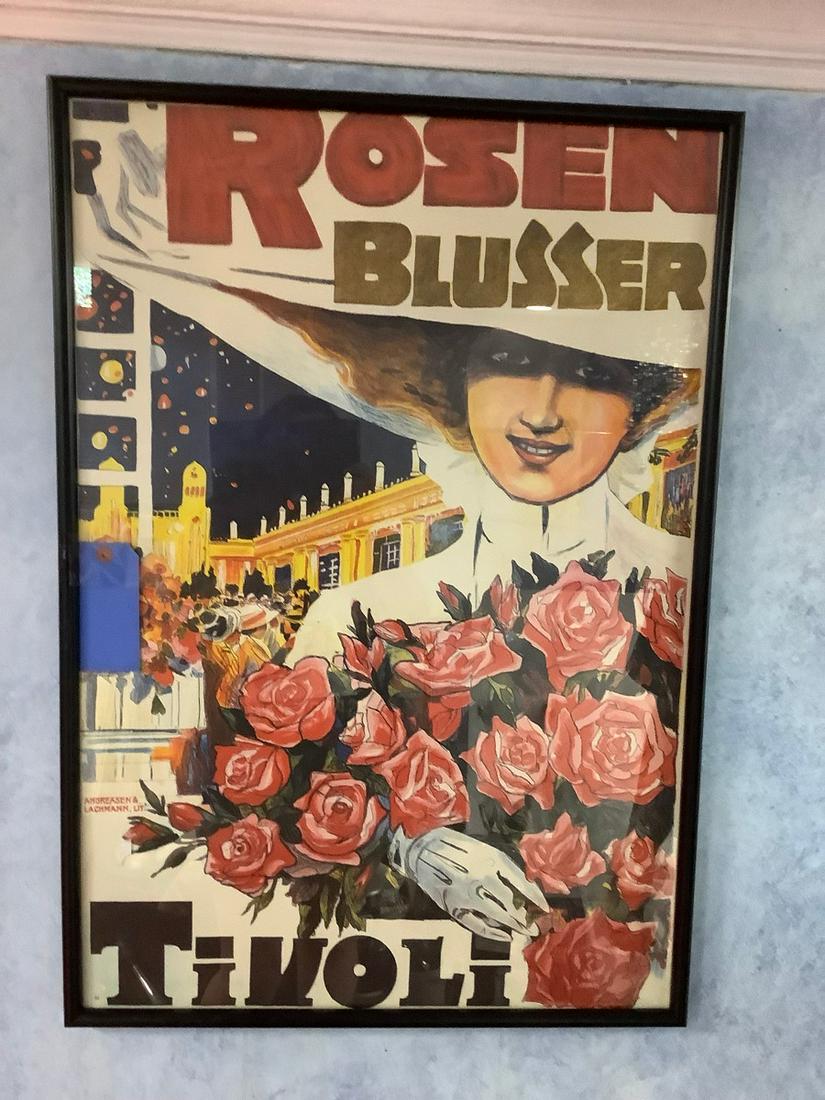 ROSEN
BLUSSER
ANDREASEN &
LACHMANN, LIT.
TIVOLI